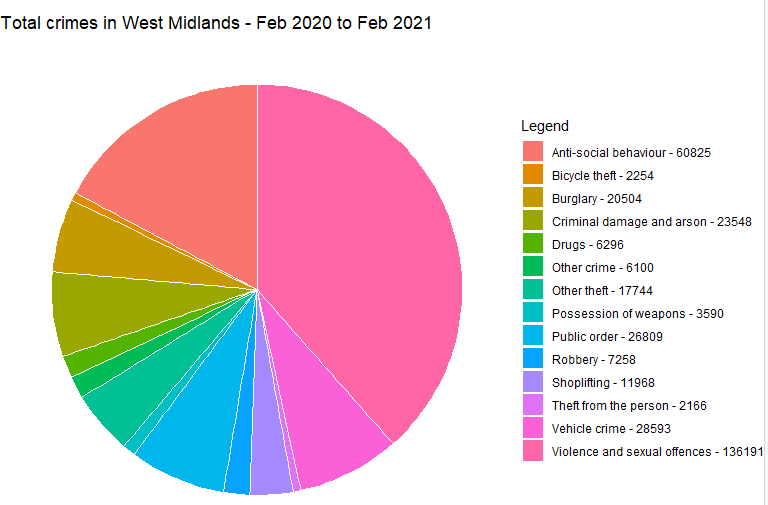 Total crimes in West Midlands - Feb 2020 to Feb 2021
Legend
Anti-social behaviour - 60825
Bicycle theft - 2254
Burglary - 20504
Criminal damage and arson - 23548
Drugs - 6296
Other crime - 6100
Other theft - 17744
Possession of weapons - 3590
Public order - 26809
Robbery - 7258
Shoplifting - 11968
Theft from the person - 2166
Vehicle crime - 28593
Violence and sexual offences - 136191